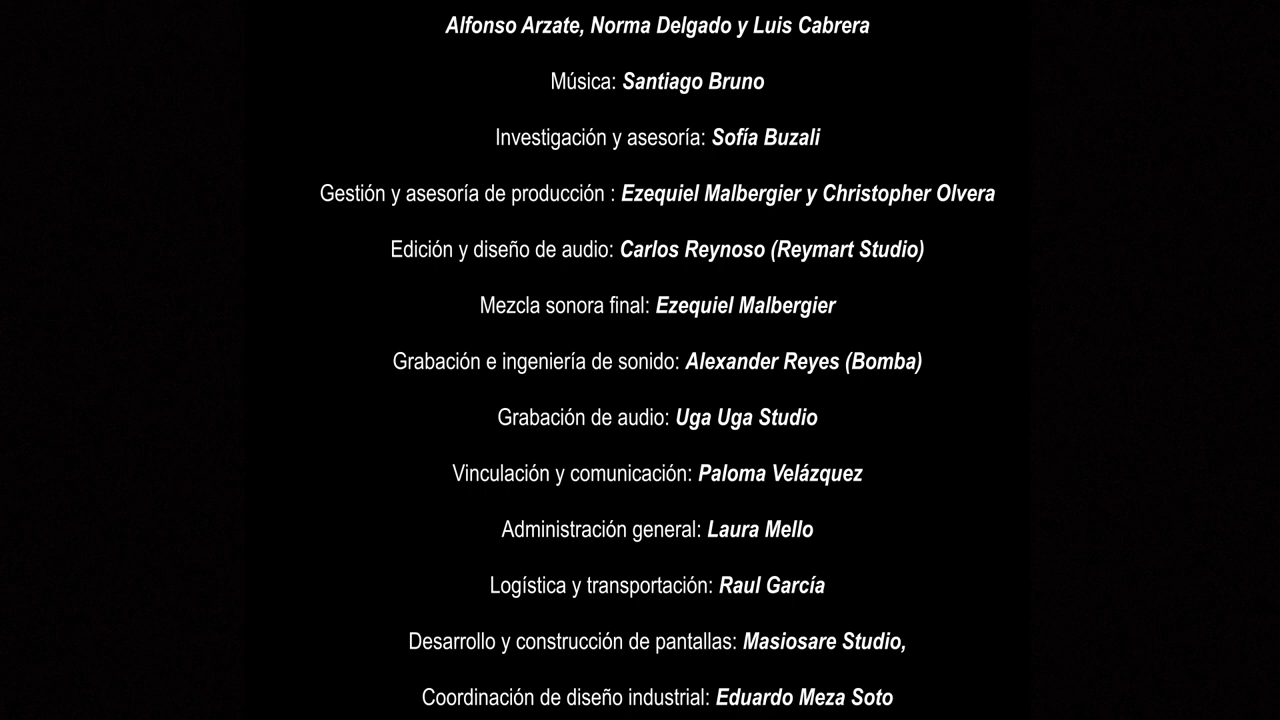 Alfonso Arzate, Norma Delgado y Luis Cabrera
Música: Santiago Bruno
Investigación y asesoría: Sofía Buzali
Gestión y asesoría de producción : Ezequiel Malbergier y Christopher Olvera
Edición y diseño de audio: Carlos Reynoso (Reymart Studio)
Mezcla sonora final: Ezequiel Malbergier
Grabación e ingeniería de sonido: Alexander Reyes (Bomba)
Grabación de audio: Uga Uga Studio
Vinculación y comunicación: Paloma Velázquez
Administración general: Laura Mello
Logística y transportación: Raul García
Desarrollo y construcción de pantallas: Masiosare Studio,
Coordinación de diseño industrial: Eduardo Meza Soto